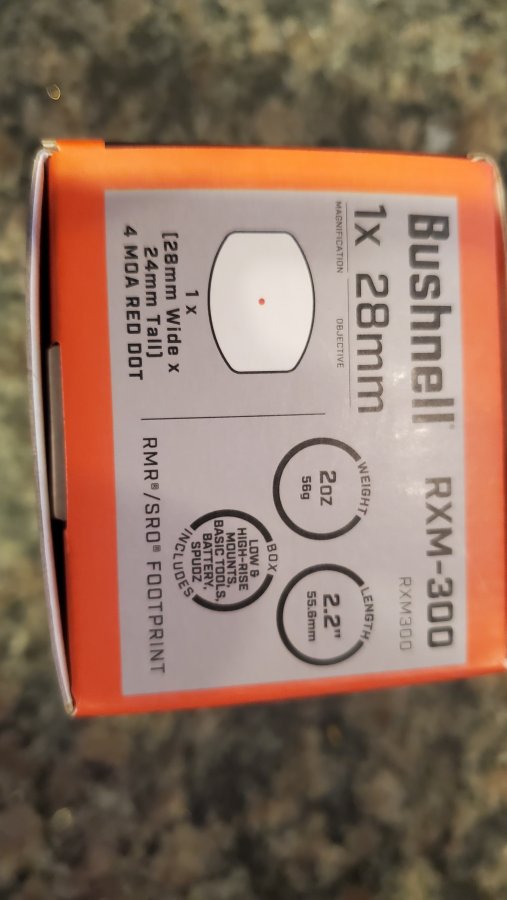 Bushnell®
RXM-300
RXM300
1x 28mm
MAGNIFICATION
OBJECTIVE
1 x
[28mm Wide x
24mm Tall]
4 MOA RED DOT
WEIGHT
2oz
56g
LENGTH
2.2"
55.6mm
BOX
LOW &
HIGH-RISE
MOUNTS,
BASIC TOOLS,
BATTERY,
SPUDZ
INCLUDES
RMR®/SRO® FOOTPRINT